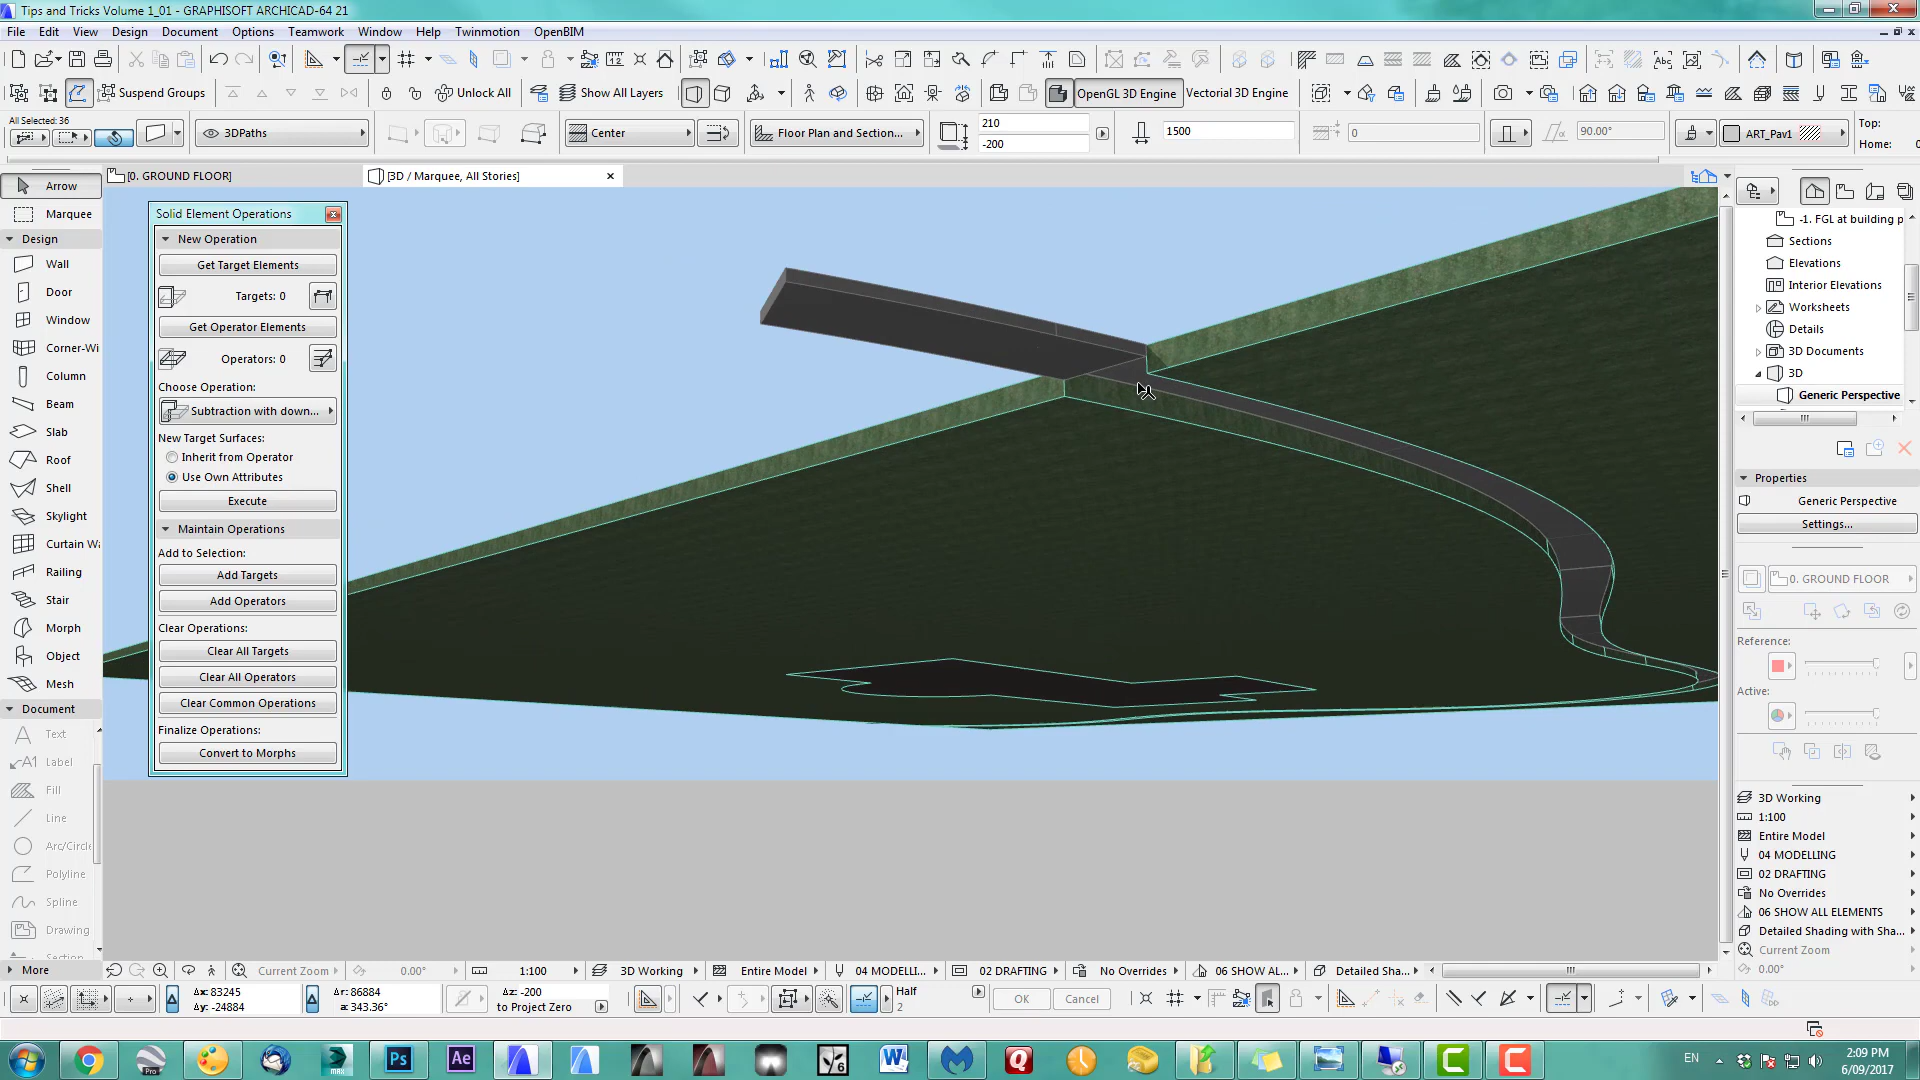 Tips and Tricks Volume 1_01 - GRAPHISOFT ARCHICAD-64 21
File Edit View Design Document Options Teamwork Window Help Twinmotion OpenBIM
Suspend Groups Unlock All Show All Layers OpenGL 3D Engine Vectorial 3D Engine
All Selected: 36
3DPaths Center Floor Plan and Section... 210 -200 1500 0 90.00° ART_Pav1 Top: Home:
[0. GROUND FLOOR] [3D / Marquee, All Stories]
Arrow
Marquee
Design
Wall
Door
Window
Corner-Wi
Column
Beam
Slab
Roof
Shell
Skylight
Curtain Wa
Railing
Stair
Morph
Object
Mesh
Document
Text
Label
Fill
Line
Arc/Circle
Polyline
Spline
Drawing
More
Solid Element Operations
New Operation
Get Target Elements
Targets: 0
Get Operator Elements
Operators: 0
Choose Operation:
Subtraction with down...
New Target Surfaces:
Inherit from Operator
Use Own Attributes
Execute
Maintain Operations
Add to Selection:
Add Targets
Add Operators
Clear Operations:
Clear All Targets
Clear All Operators
Clear Common Operations
Finalize Operations:
Convert to Morphs
-1. FGL at building p
Sections
Elevations
Interior Elevations
Worksheets
Details
3D Documents
3D
Generic Perspective
Properties
Generic Perspective
Settings...
0. GROUND FLOOR
Reference:
Active:
3D Working
1:100
Entire Model
04 MODELLING
02 DRAFTING
No Overrides
06 SHOW ALL ELEMENTS
Detailed Shading with Sha...
Current Zoom
0.00°
Current Zoom 0.00° 1:100 3D Working Entire Model 04 MODELLI... 02 DRAFTING No Overrides 06 SHOW AL... Detailed Sha...
Δx: 83245 Δr: 86884 Δz: -200 Half
Δy: -24884 a: 343.36° to Project Zero 2 OK Cancel
EN 2:09 PM
6/09/2017